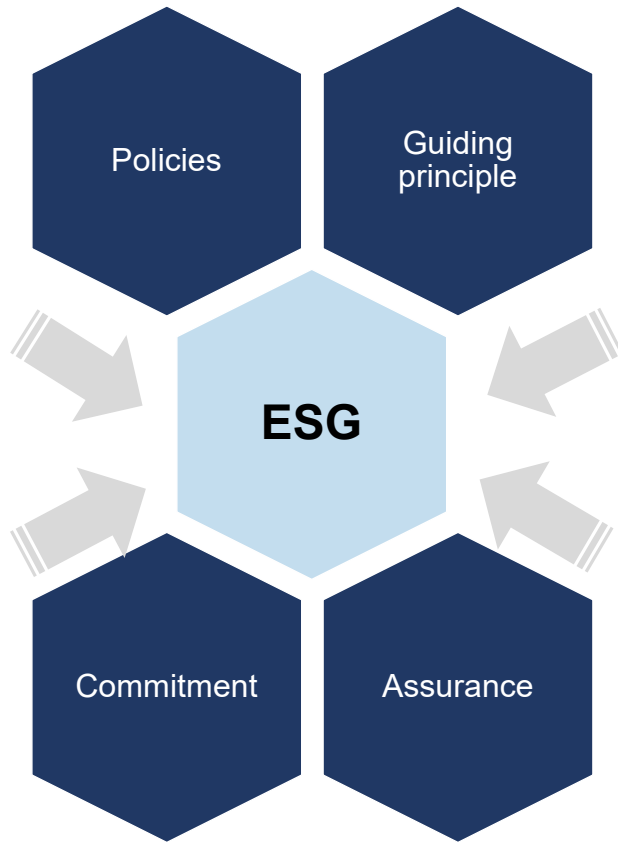 Policies
Guiding
principle
ESG
Commitment
Assurance